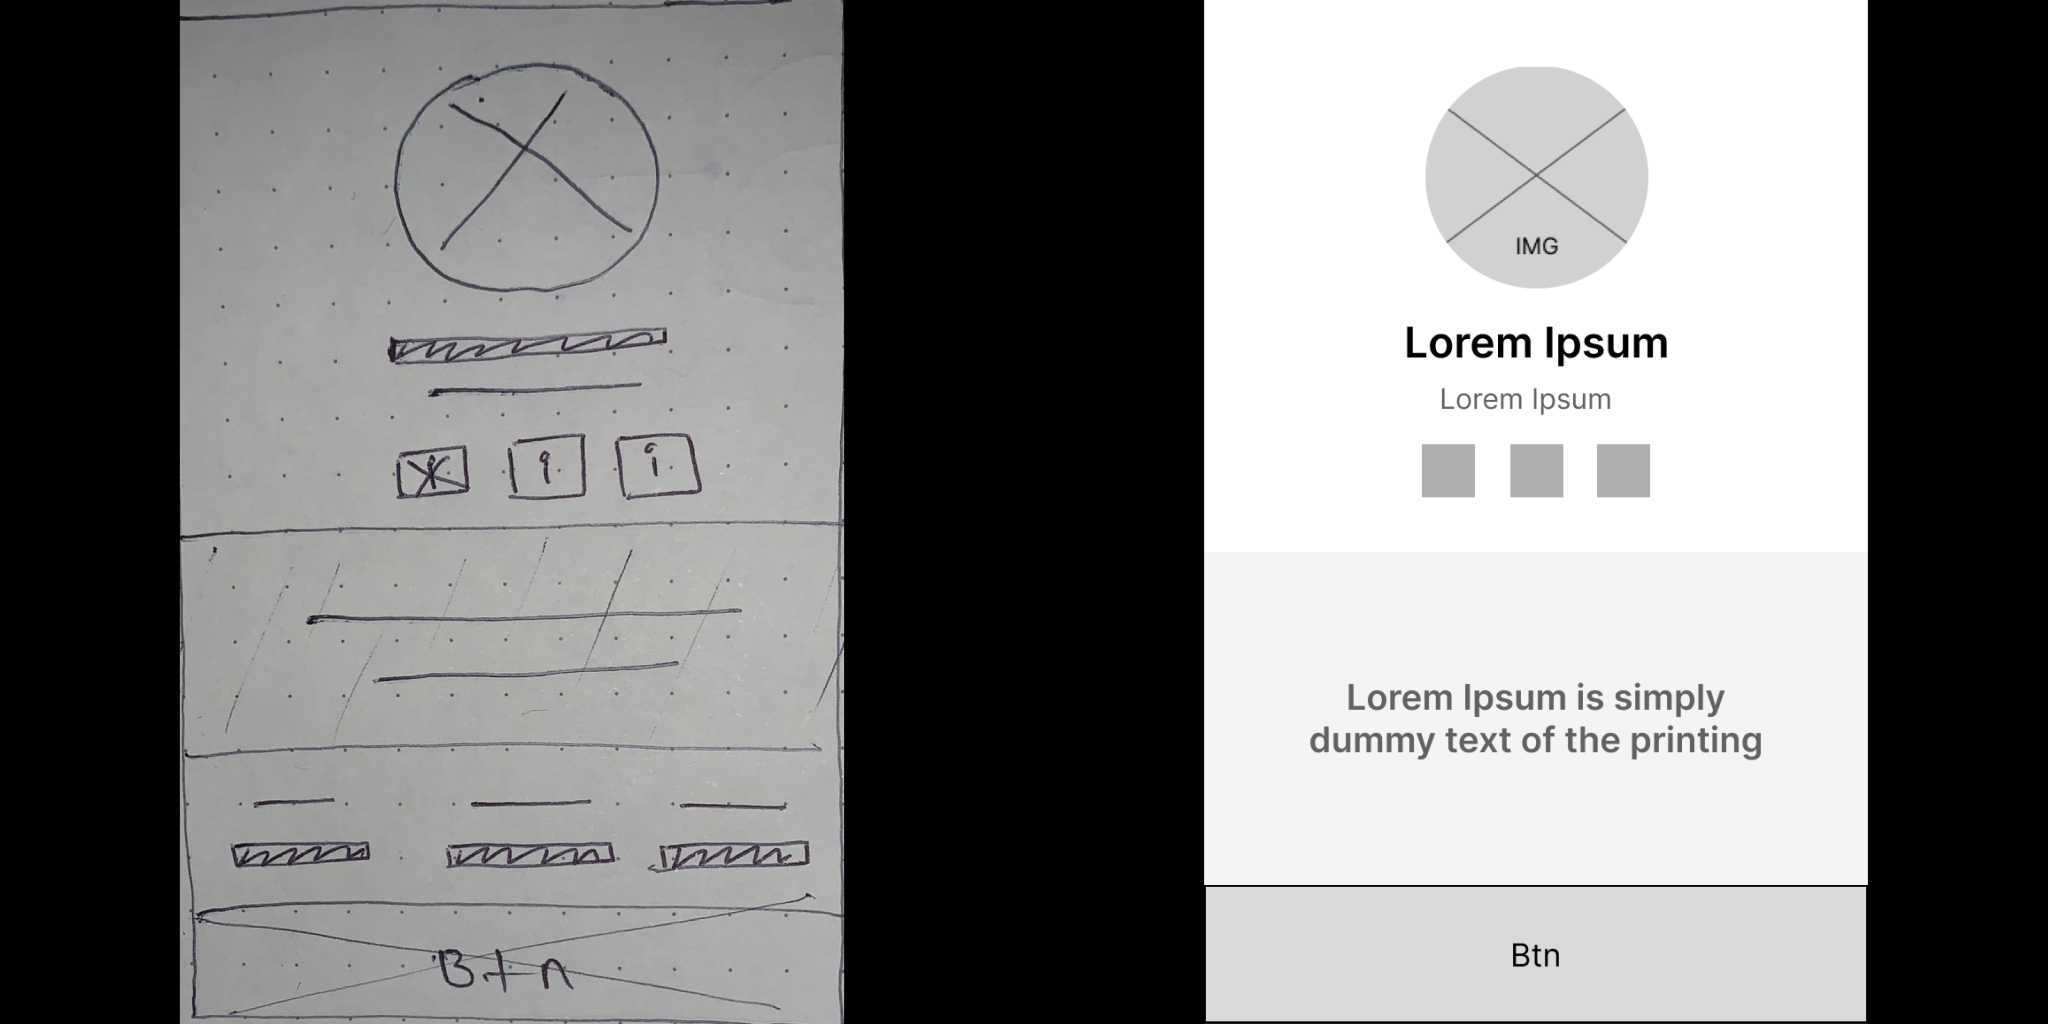 i
i
Btn
IMG
Lorem Ipsum
Lorem Ipsum
Lorem Ipsum is simply
dummy text of the printing
Btn